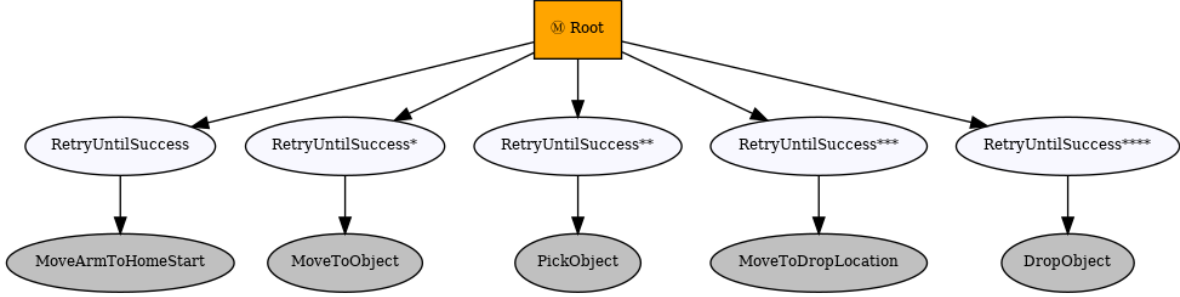 Ⓜ Root
RetryUntilSuccess
RetryUntilSuccess*
RetryUntilSuccess**
RetryUntilSuccess***
RetryUntilSuccess****
MoveArmToHomeStart
MoveToObject
PickObject
MoveToDropLocation
DropObject